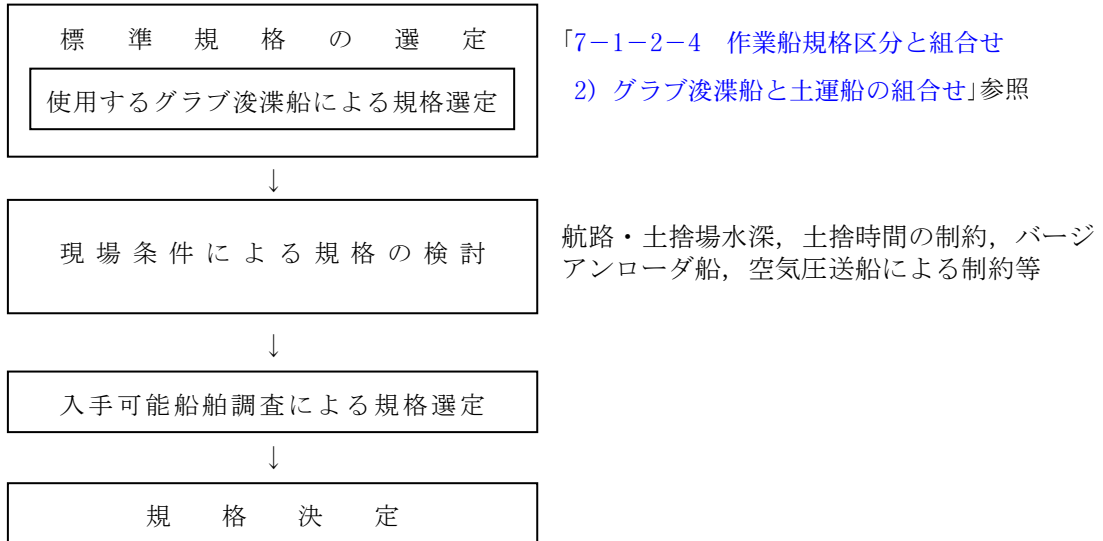 標準規格の選定
使用するグラブ浚渫船による規格選定
「7-1-2-4 作業船規格区分と組合せ
2) グラブ浚渫船と土運船の組合せ」参照
↓
現場条件による規格の検討
航路・土捨場水深，土捨時間の制約，バージ
アンローダ船，空気圧送船による制約等
↓
入手可能船舶調査による規格選定
↓
規格決定